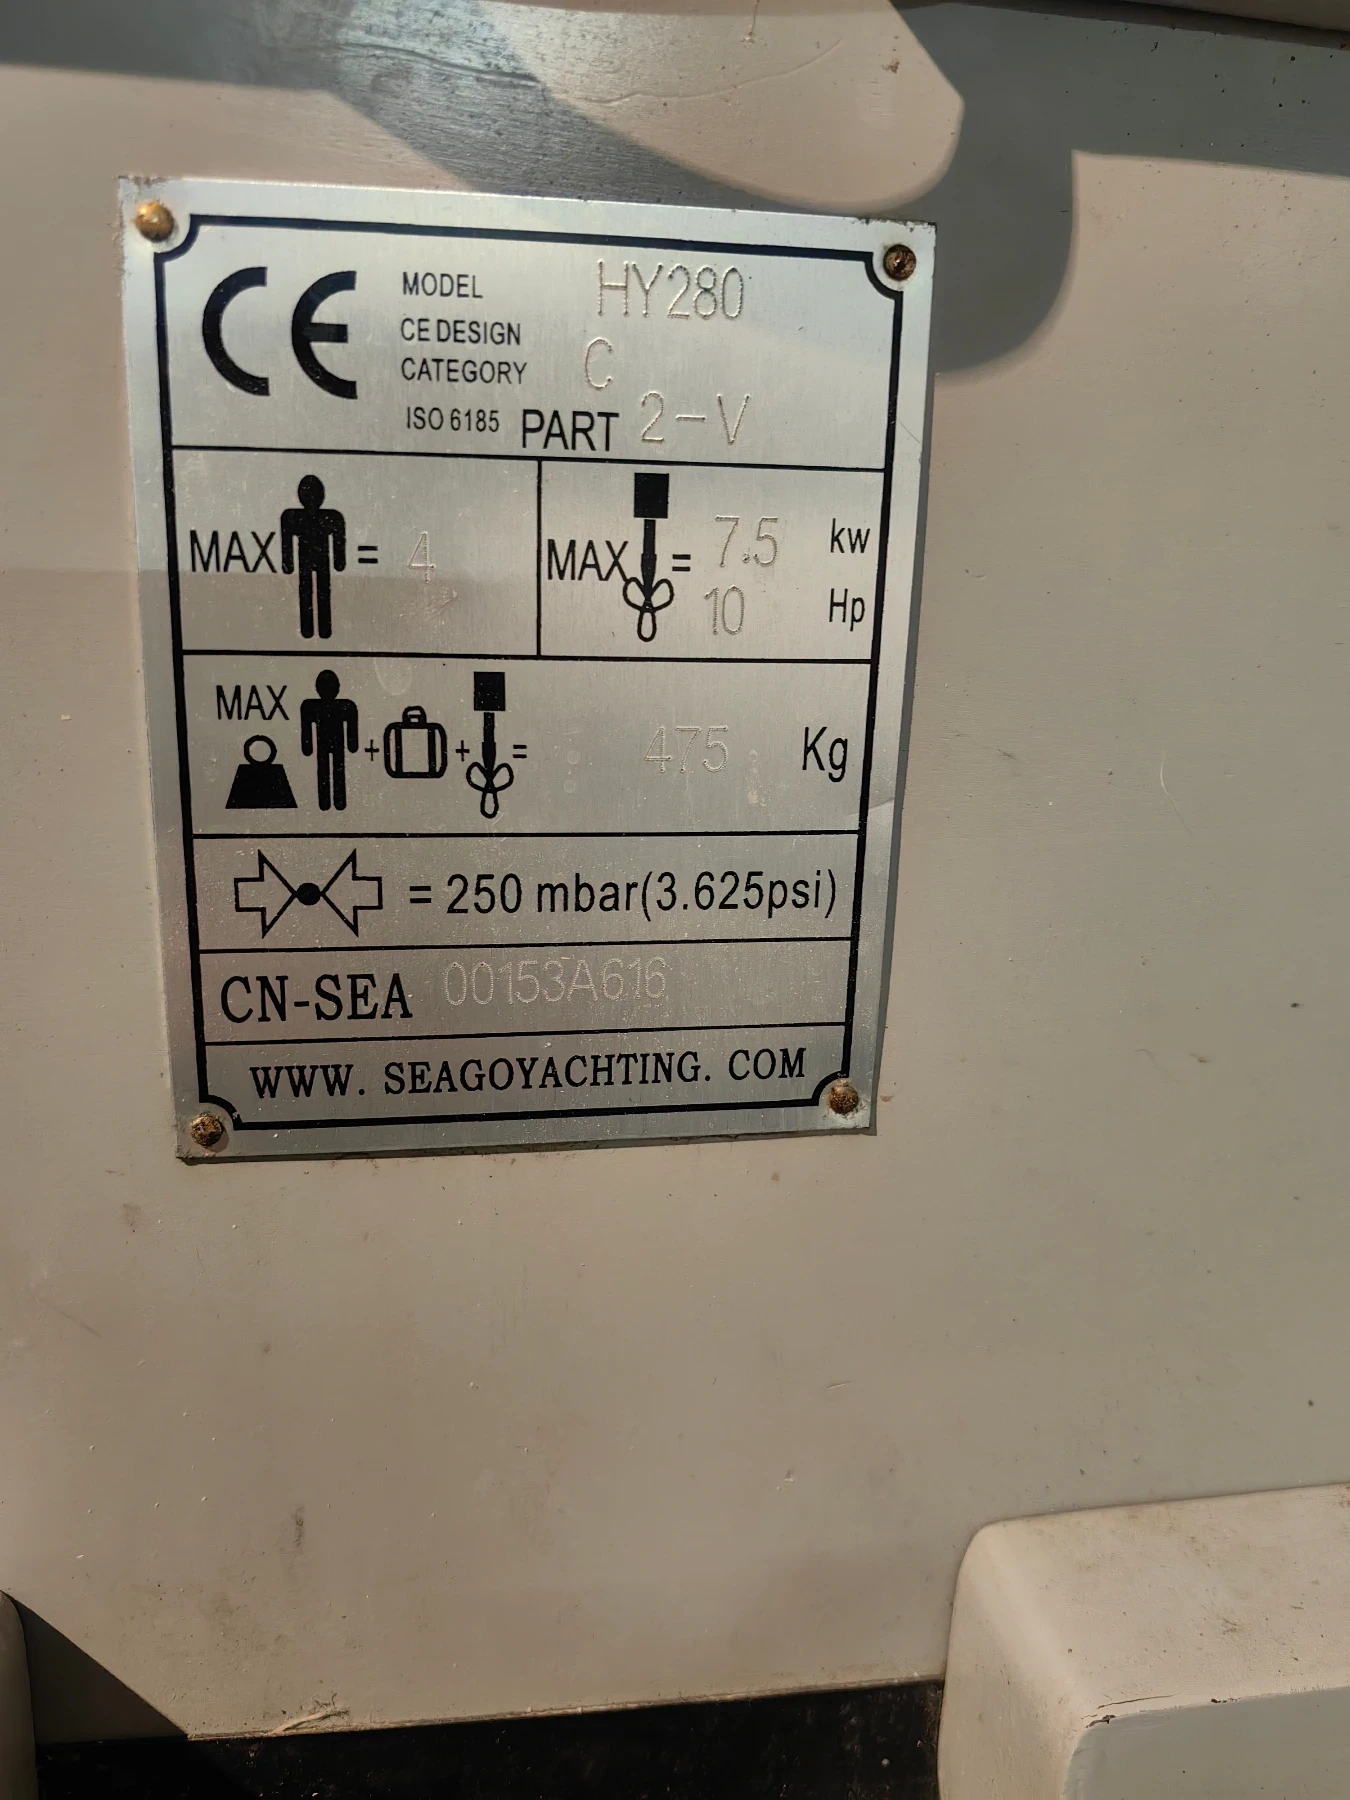 CE MODEL HY280
CE DESIGN
CATEGORY C
ISO 6185 PART 2-V
MAX = 4
MAX = 7.5 kw
10 Hp
MAX + + = 475 Kg
= 250 mbar(3.625psi)
CN-SEA 00153A616
WWW. SEAGOYACHTING. COM